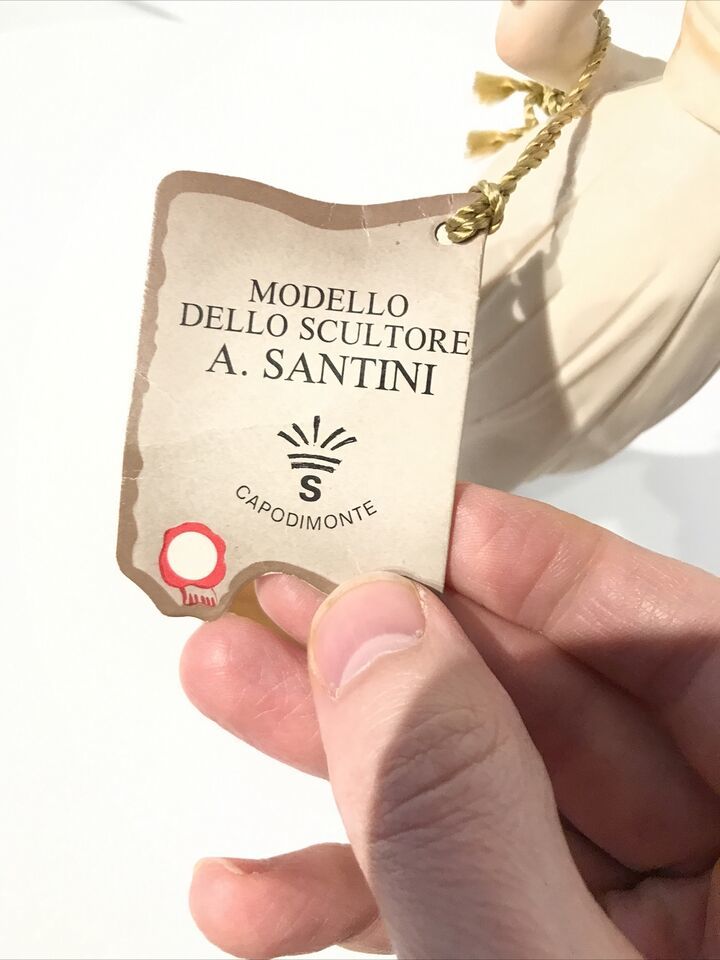 MODELLO
DELLO SCULTORE
A. SANTINI
S
CAPODIMONTE